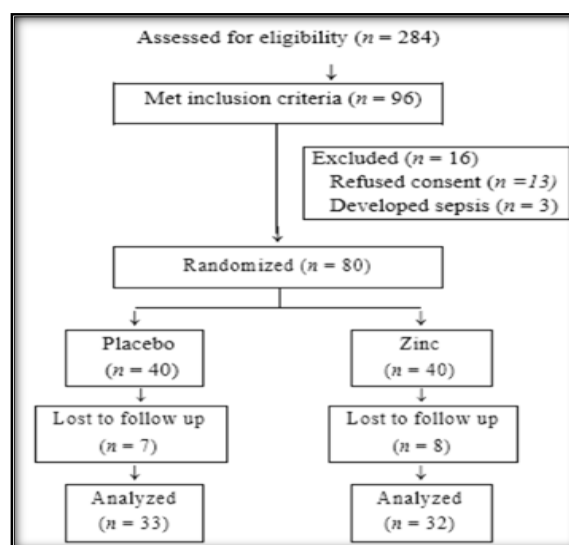 Assessed for eligibility (n = 284)
Met inclusion criteria (n = 96)
Excluded (n = 16)
Refused consent (n =13)
Developed sepsis (n = 3)
Randomized (n = 80)
Placebo
(n = 40)
Zinc
(n = 40)
Lost to follow up
(n = 7)
Lost to follow up
(n = 8)
Analyzed
(n = 33)
Analyzed
(n = 32)